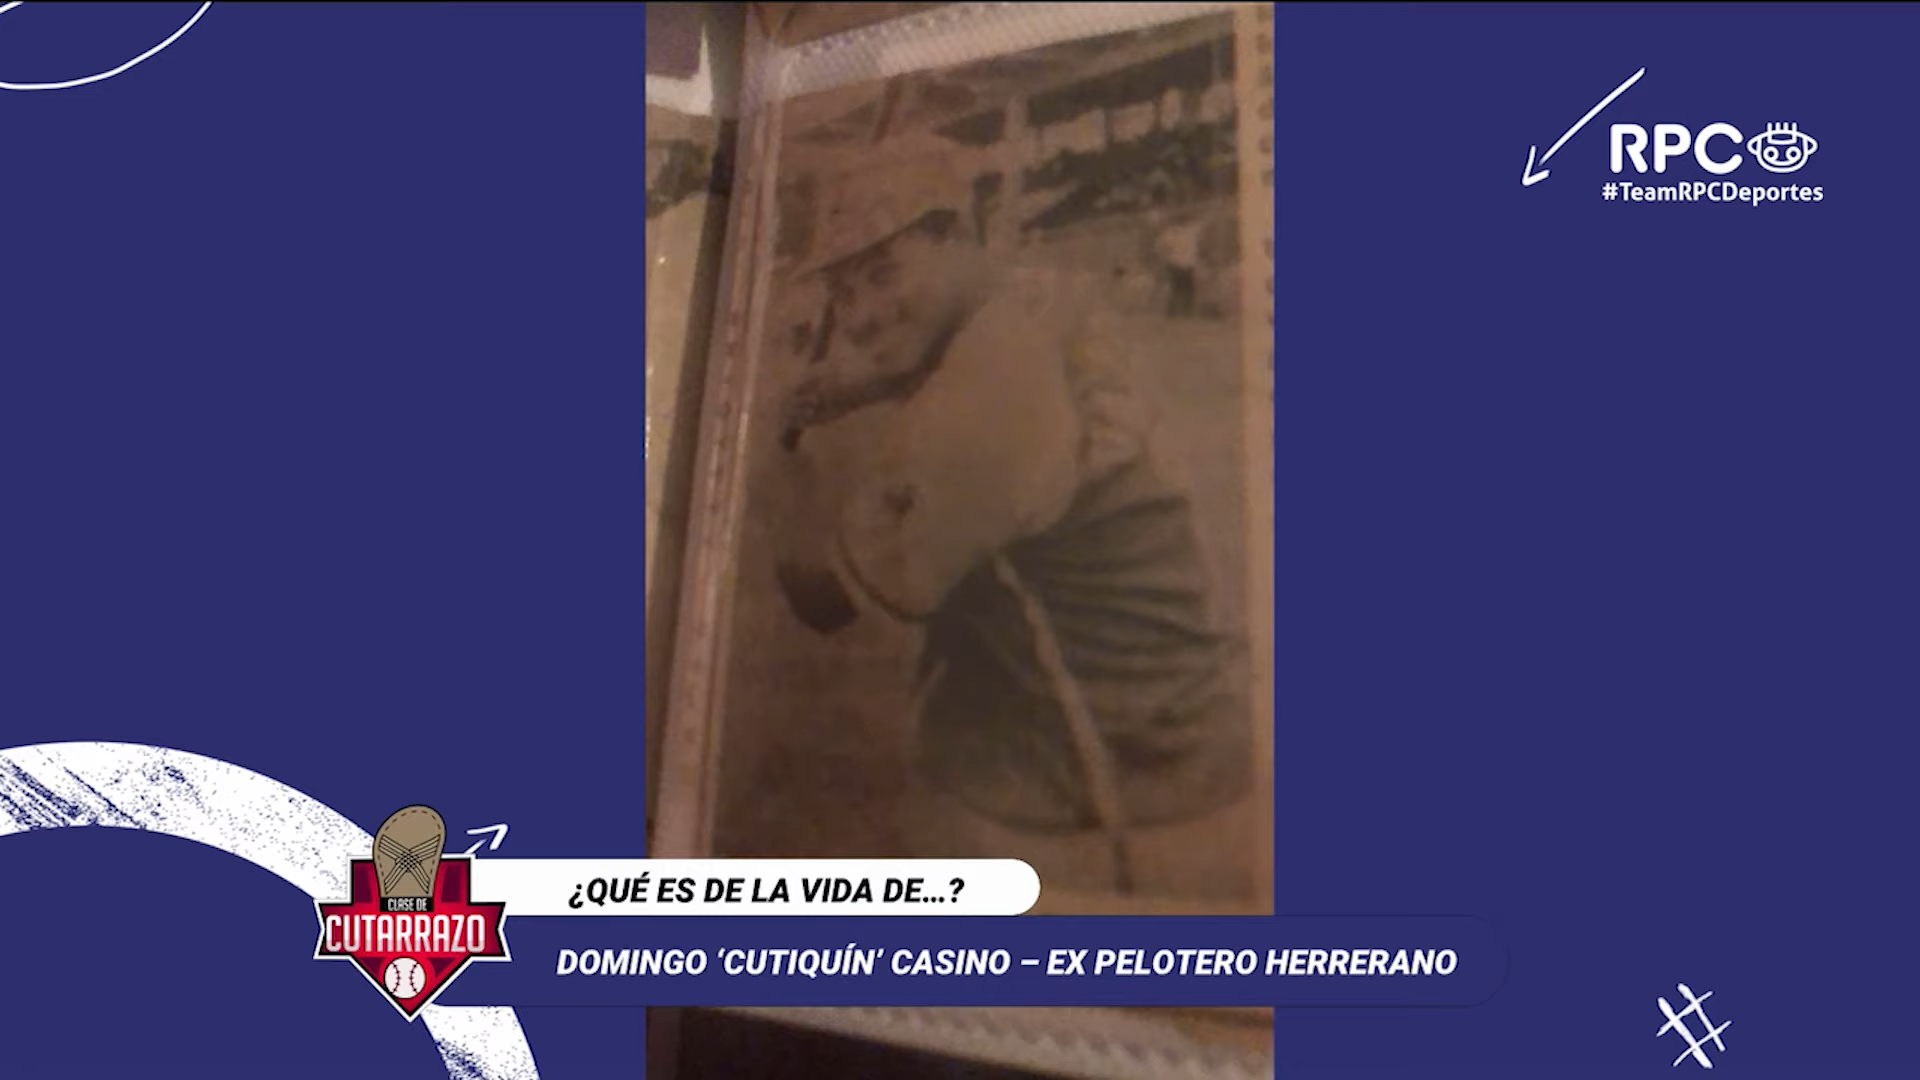 RPC
#TeamRPCDeportes
¿QUÉ ES DE LA VIDA DE...?
CLASE DE
CUTARRAZO
DOMINGO ‘CUTIQUÍN’ CASINO – EX PELOTERO HERRERANO